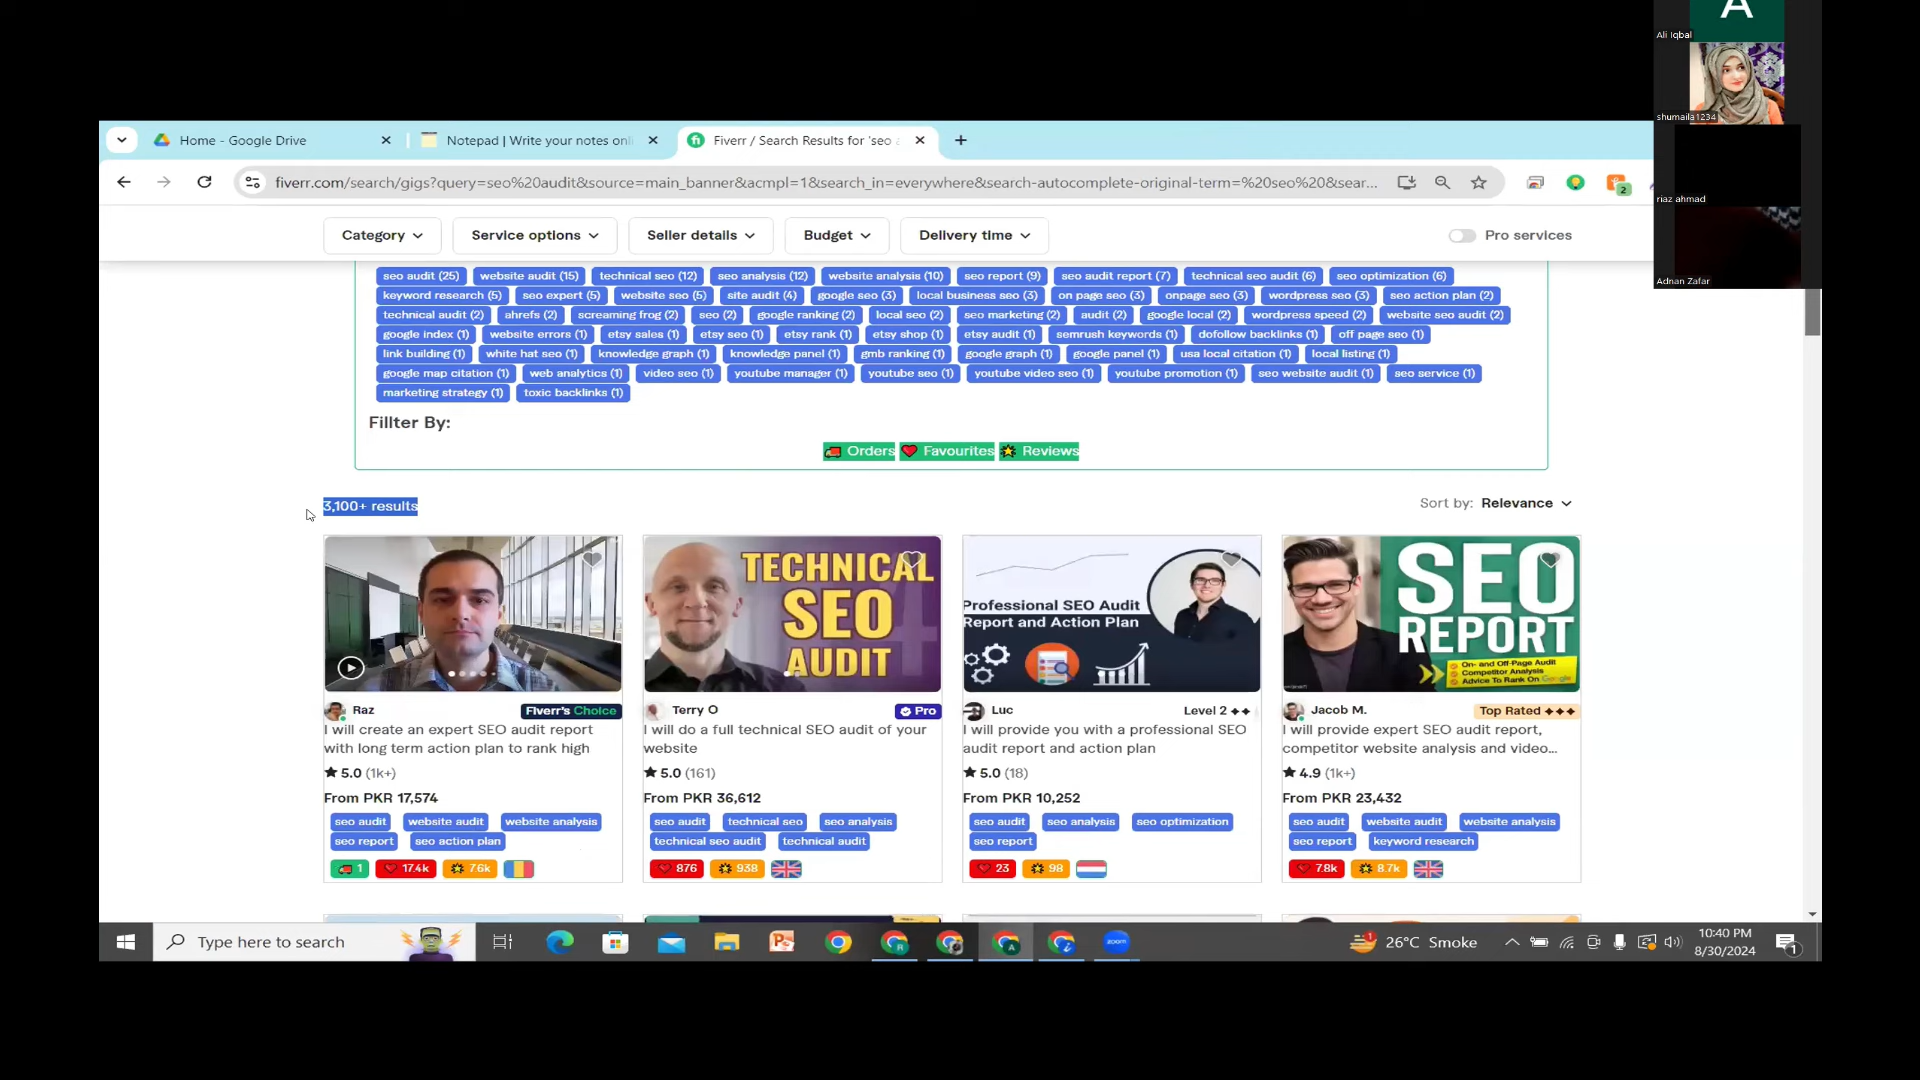 Ali Iqbal
shumaila1234
riaz ahmad
Adnan Zafar
Home - Google Drive
Notepad | Write your notes onl
Fiverr / Search Results for 'seo a
fiverr.com/search/gigs?query=seo%20audit&source=main_banner&acmpl=1&search_in=everywhere&search-autocomplete-original-term=%20seo%20&sear...
2
Category
Service options
Seller details
Budget
Delivery time
Pro services
seo audit (25) website audit (15) technical seo (12) seo analysis (12) website analysis (10) seo report (9) seo audit report (7) technical seo audit (6) seo optimization (6)
keyword research (5) seo expert (5) website seo (5) site audit (4) google seo (3) local business seo (3) on page seo (3) onpage seo (3) wordpress seo (3) seo action plan (2)
technical audit (2) ahrefs (2) screaming frog (2) seo (2) google ranking (2) local seo (2) seo marketing (2) audit (2) google local (2) wordpress speed (2) website seo audit (2)
google index (1) website errors (1) etsy sales (1) etsy seo (1) etsy rank (1) etsy shop (1) etsy audit (1) semrush keywords (1) dofollow backlinks (1) off page seo (1)
link building (1) white hat seo (1) knowledge graph (1) knowledge panel (1) gmb ranking (1) google graph (1) google panel (1) usa local citation (1) local listing (1)
google map citation (1) web analytics (1) video seo (1) youtube manager (1) youtube seo (1) youtube video seo (1) youtube promotion (1) seo website audit (1) seo service (1)
marketing strategy (1) toxic backlinks (1)
Fillter By:
Orders Favourites Reviews
3,100+ results
Sort by: Relevance
Raz
Fiverr's Choice
I will create an expert SEO audit report
with long term action plan to rank high
5.0 (1k+)
From PKR 17,574
seo audit website audit website analysis
seo report seo action plan
1 17.4k 7.6k
TECHNICAL
SEO
AUDIT
Terry O
Pro
I will do a full technical SEO audit of your
website
5.0 (161)
From PKR 36,612
seo audit technical seo seo analysis
technical seo audit technical audit
876 938
Professional SEO Audit
Report and Action Plan
Luc
Level 2
I will provide you with a professional SEO
audit report and action plan
5.0 (18)
From PKR 10,252
seo audit seo analysis seo optimization
seo report
23 98
SEO
REPORT
On- and Off-Page Audit
Competitor Analysis
Advice To Rank On Google
Jacob M.
Top Rated
I will provide expert SEO audit report,
competitor website analysis and video...
4.9 (1k+)
From PKR 23,432
seo audit website audit website analysis
seo report keyword research
7.8k 8.7k
Type here to search
zoom
1
26°C Smoke
10:40 PM
8/30/2024
1